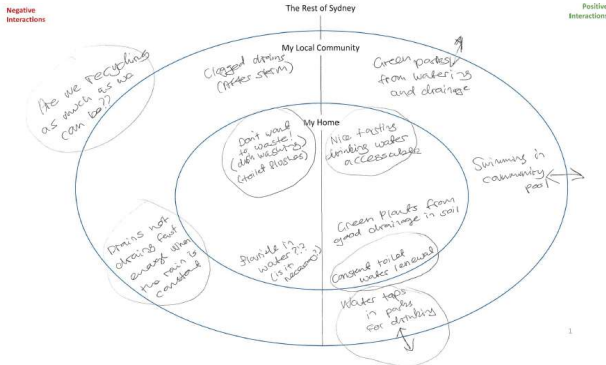 Negative
Interactions
The Rest of Sydney
Positive
Interactions
My Local Community
Are we recycling
as much as we
can be??
Clogged drains
(After storm)
Green parks
from watering
and drainage
My Home
Don't want
to waste!
(dish washing)
(toilet flushes)
Nice tasting
drinking water
accessable
Swimming in
community
pool
Green Plants from
good drainage in soil
Drains not
draining fast
enough when
the rain is
constant
Flouride in
water??
(is it
necessary?)
Constant toilet
water renewal
Water taps
in parks
for drinking
1